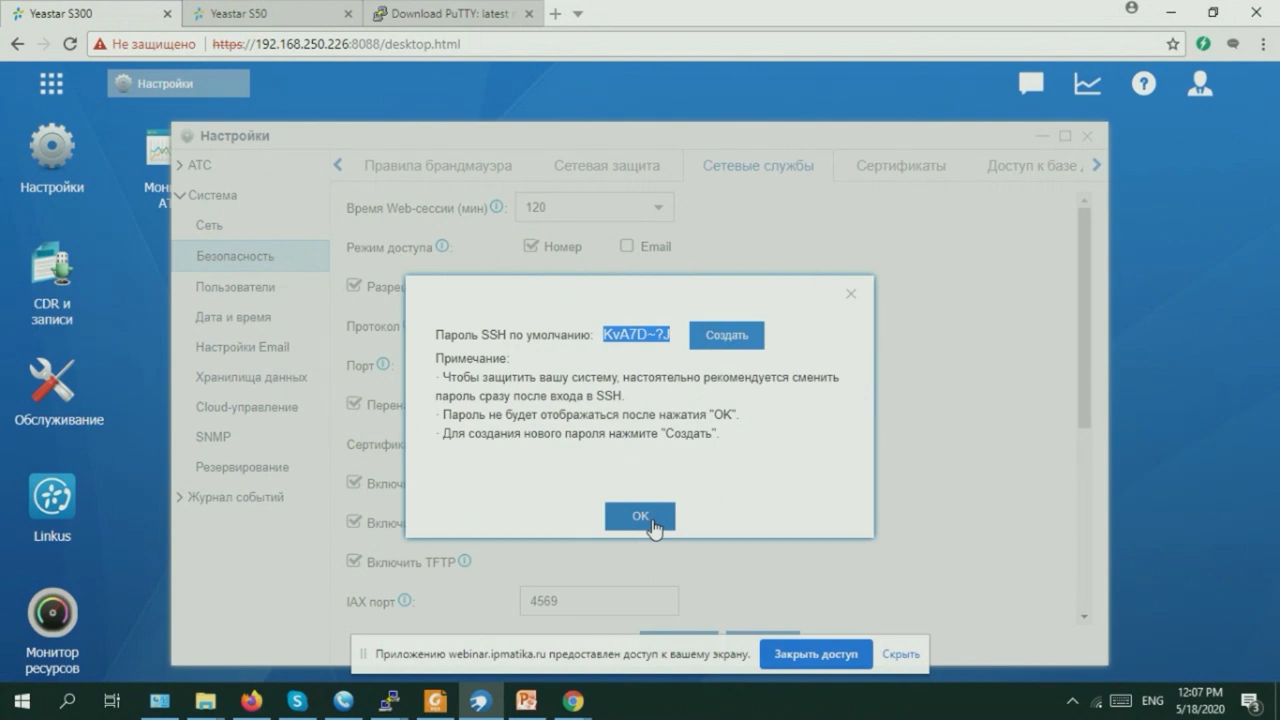 Yeastar S300
Yeastar S50
Download PuTTY: latest
Не защищено
https://192.168.250.226:8088/desktop.html
Настройки
Настройки
Настройки
CDR и
записи
Обслуживание
Linkus
Монитор
ресурсов
АТС
Система
Сеть
Безопасность
Пользователи
Дата и время
Настройки Email
Хранилища данных
Cloud-управление
SNMP
Резервирование
Журнал событий
Правила брандмауэра
Сетевая защита
Сетевые службы
Сертификаты
Доступ к базе
Время Web-сессии (мин)
:
120
Режим доступа
:
Номер
Email
Протокол
Порт
:
Включить TFTP
IAX порт
:
4569
Пароль SSH по умолчанию: KvA7D~?J
Создать
Примечание:
· Чтобы защитить вашу систему, настоятельно рекомендуется сменить
пароль сразу после входа в SSH.
· Пароль не будет отображаться после нажатия "OK".
· Для создания нового пароля нажмите "Создать".
OK
Приложению webinar.ipmatika.ru предоставлен доступ к вашему экрану.
Закрыть доступ
Скрыть
ENG
12:07 PM
5/18/2020
3